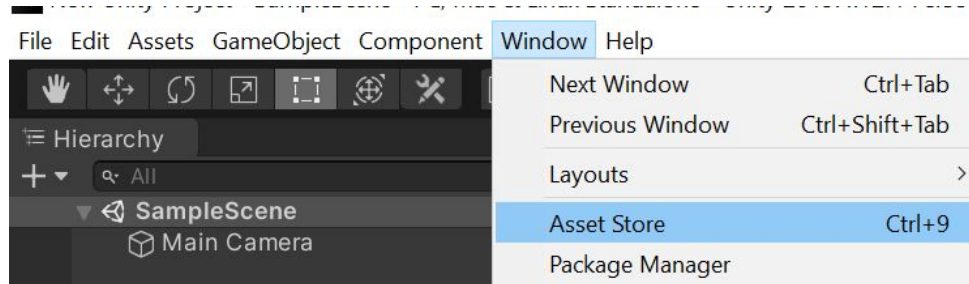 File Edit Assets GameObject Component Window Help
Next Window Ctrl+Tab
Previous Window Ctrl+Shift+Tab
Hierarchy
Layouts
All
SampleScene
Asset Store Ctrl+9
Main Camera
Package Manager